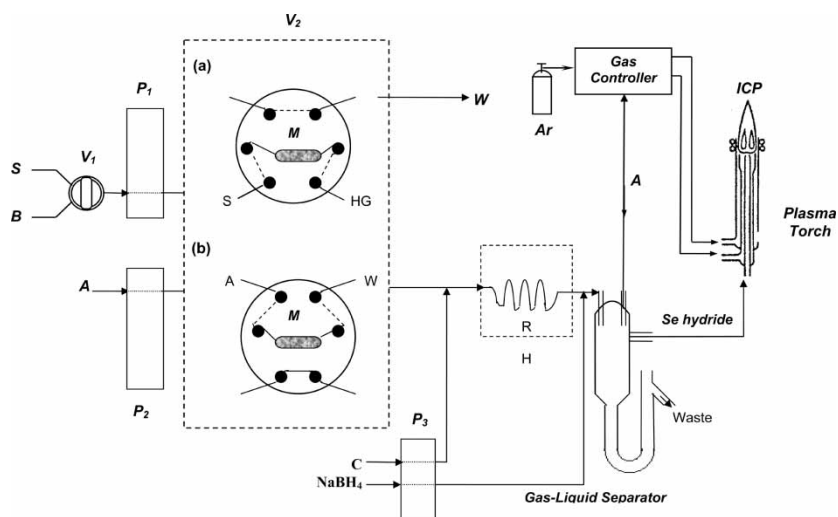 V2
(a)
P1
M
W
Gas
Controller
ICP
Ar
S
V1
B
S
HG
A
Plasma
Torch
(b)
A
A
W
M
R
H
Se hydride
P2
P3
C
NaBH4
Waste
Gas-Liquid Separator